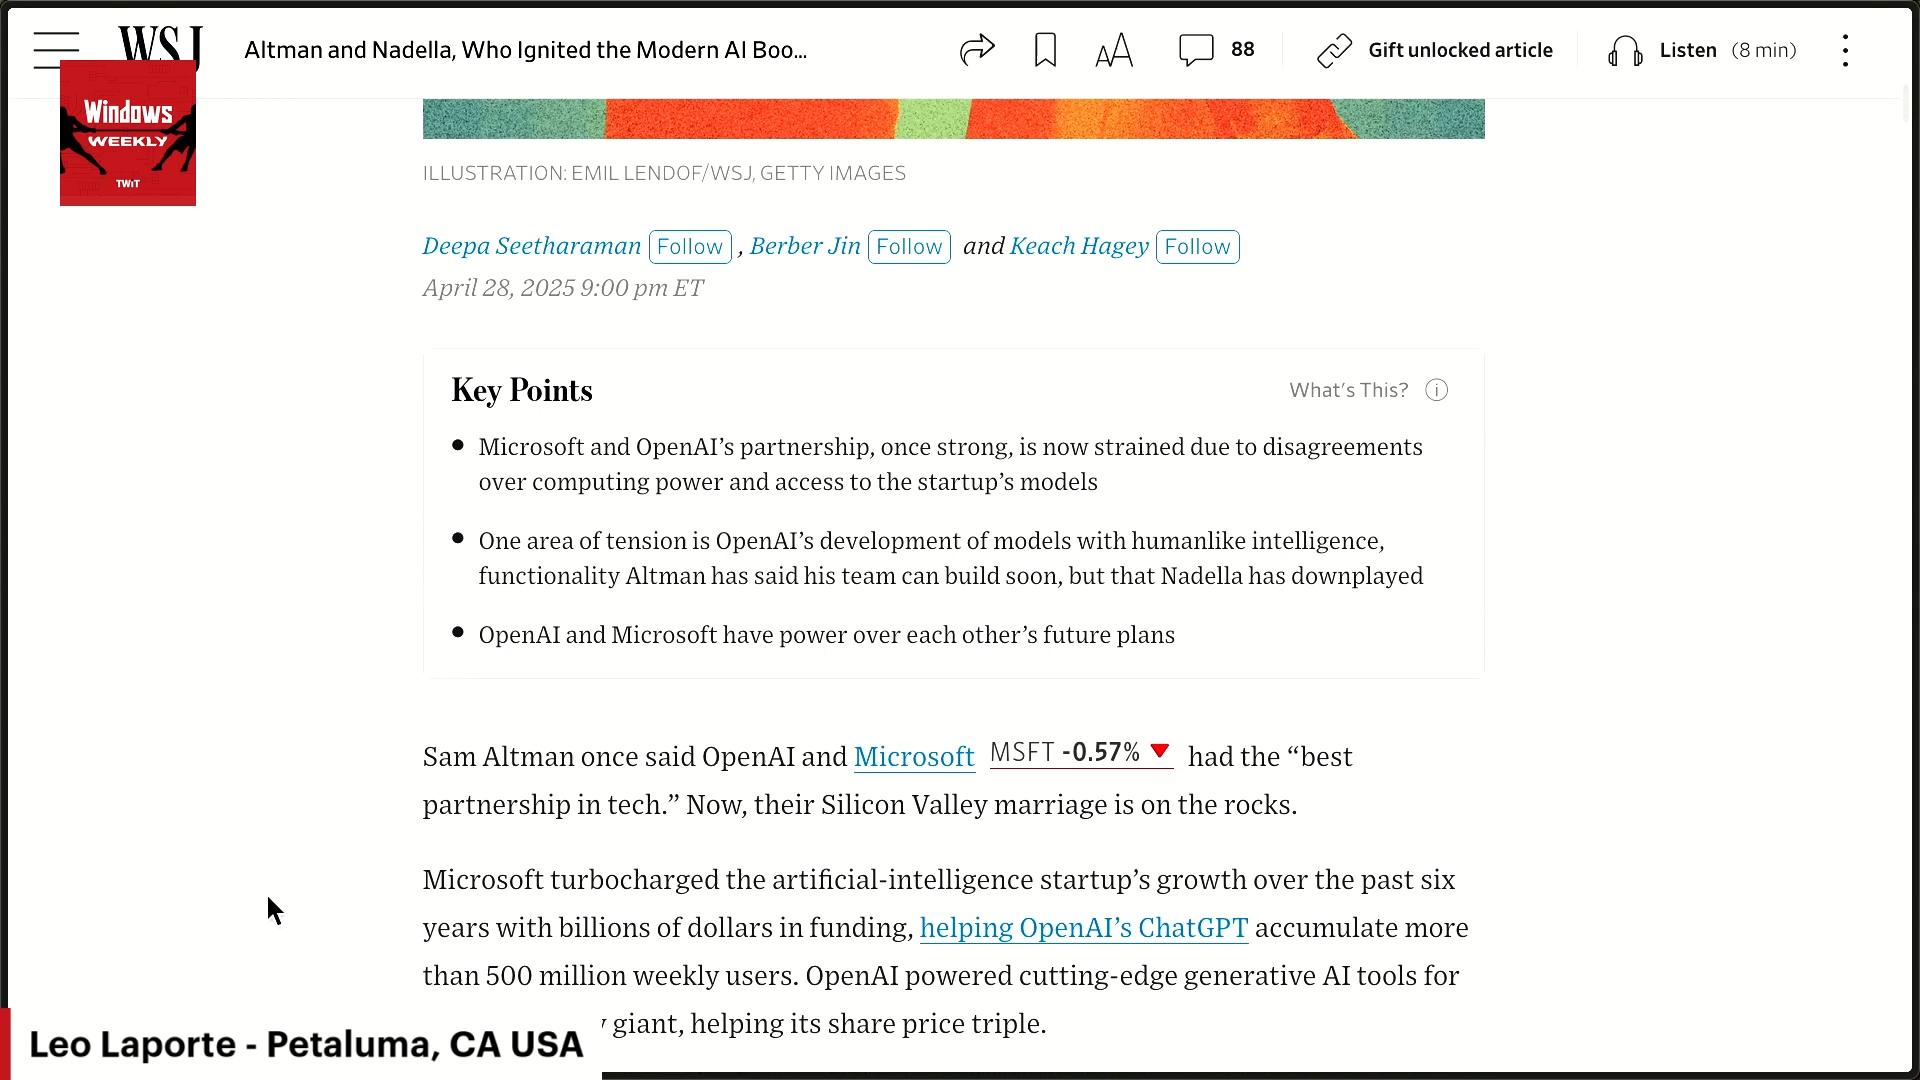 WSJ
Altman and Nadella, Who Ignited the Modern AI Boo...
88
Gift unlocked article
Listen (8 min)
Windows
WEEKLY
TWiT
ILLUSTRATION: EMIL LENDOF/WSJ, GETTY IMAGES
Deepa Seetharaman Follow , Berber Jin Follow and Keach Hagey Follow
April 28, 2025 9:00 pm ET
Key Points
What's This?
• Microsoft and OpenAI’s partnership, once strong, is now strained due to disagreements
over computing power and access to the startup’s models
• One area of tension is OpenAI’s development of models with humanlike intelligence,
functionality Altman has said his team can build soon, but that Nadella has downplayed
• OpenAI and Microsoft have power over each other’s future plans
Sam Altman once said OpenAI and Microsoft MSFT -0.57% ▼ had the “best
partnership in tech.” Now, their Silicon Valley marriage is on the rocks.
Microsoft turbocharged the artificial-intelligence startup’s growth over the past six
years with billions of dollars in funding, helping OpenAI’s ChatGPT accumulate more
than 500 million weekly users. OpenAI powered cutting-edge generative AI tools for
giant, helping its share price triple.
Leo Laporte - Petaluma, CA USA